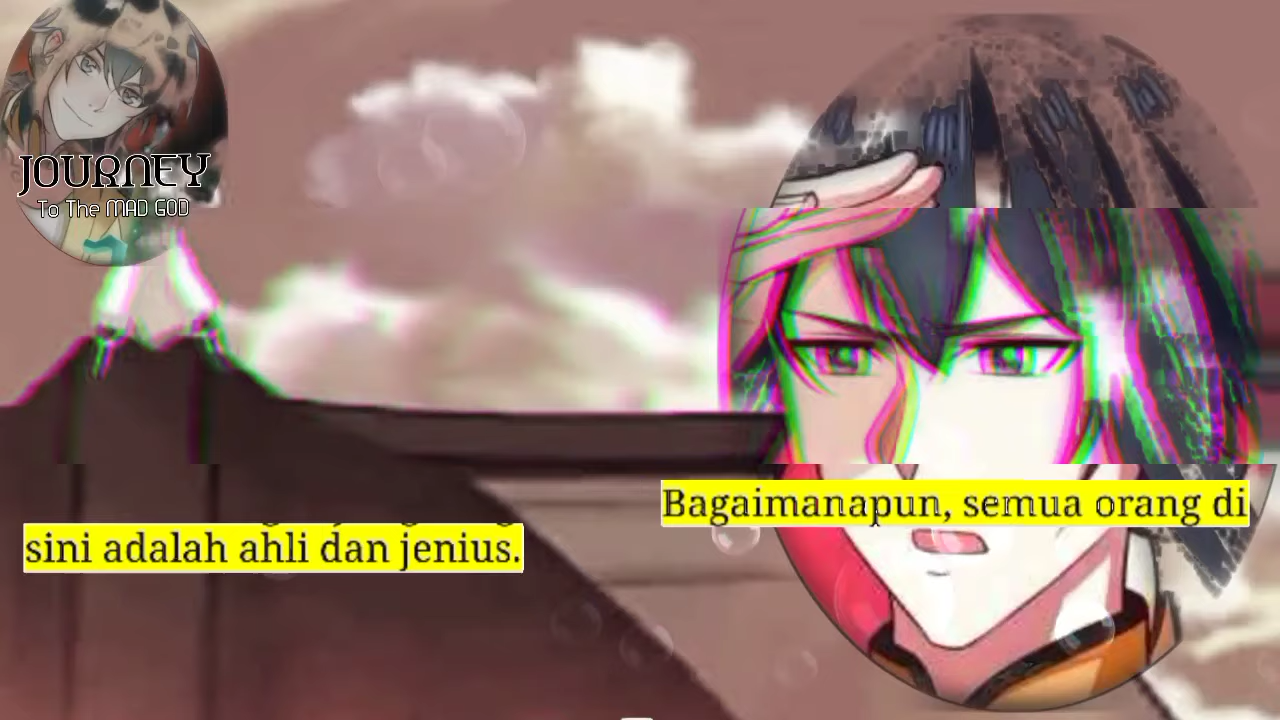 JOURNEY
To The MAD GOD
Bagaimanapun, semua orang di
sini adalah ahli dan jenius.